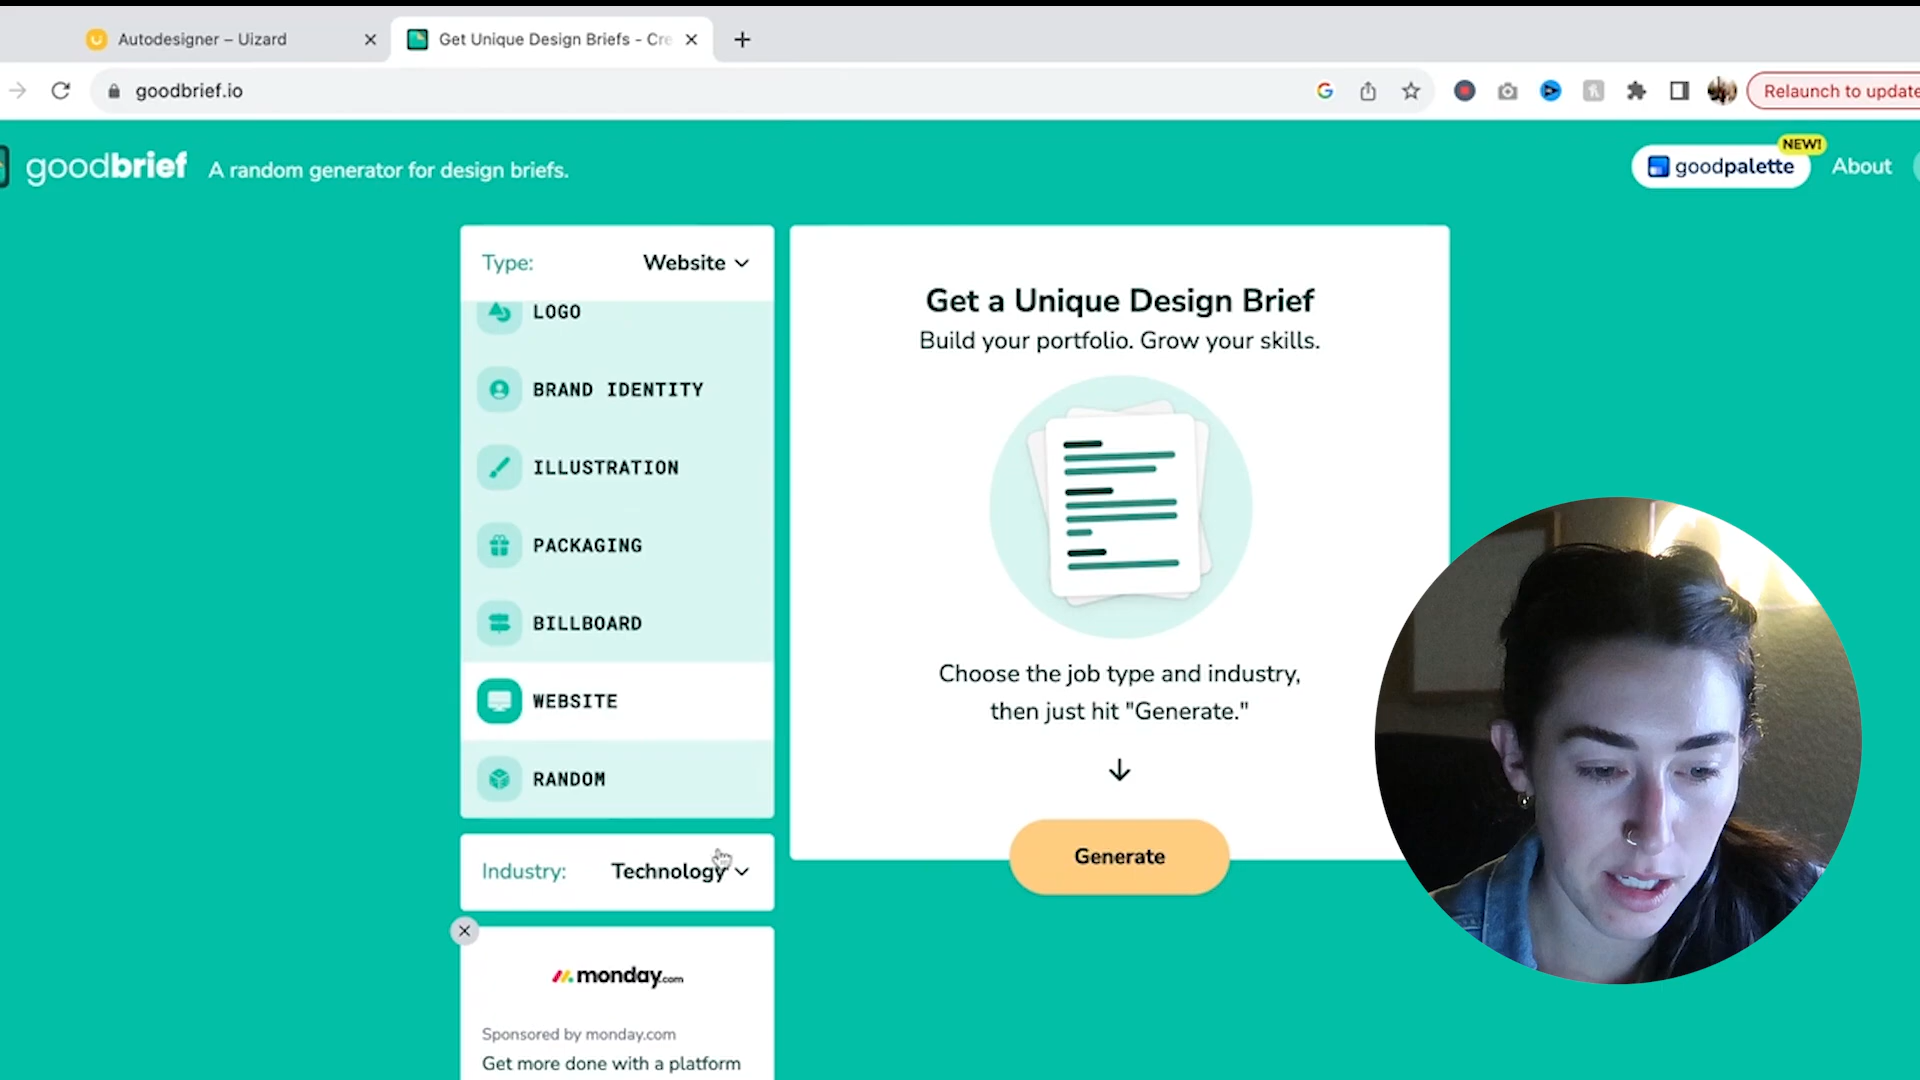 Autodesigner – Uizard
Get Unique Design Briefs - Cre
goodbrief.io
Relaunch to update
goodbrief
A random generator for design briefs.
NEW!
goodpalette
About
Type:
Website
LOGO
BRAND IDENTITY
ILLUSTRATION
PACKAGING
BILLBOARD
WEBSITE
RANDOM
Industry:
Technology
monday.com
Sponsored by monday.com
Get more done with a platform
Get a Unique Design Brief
Build your portfolio. Grow your skills.
Choose the job type and industry,
then just hit "Generate."
Generate